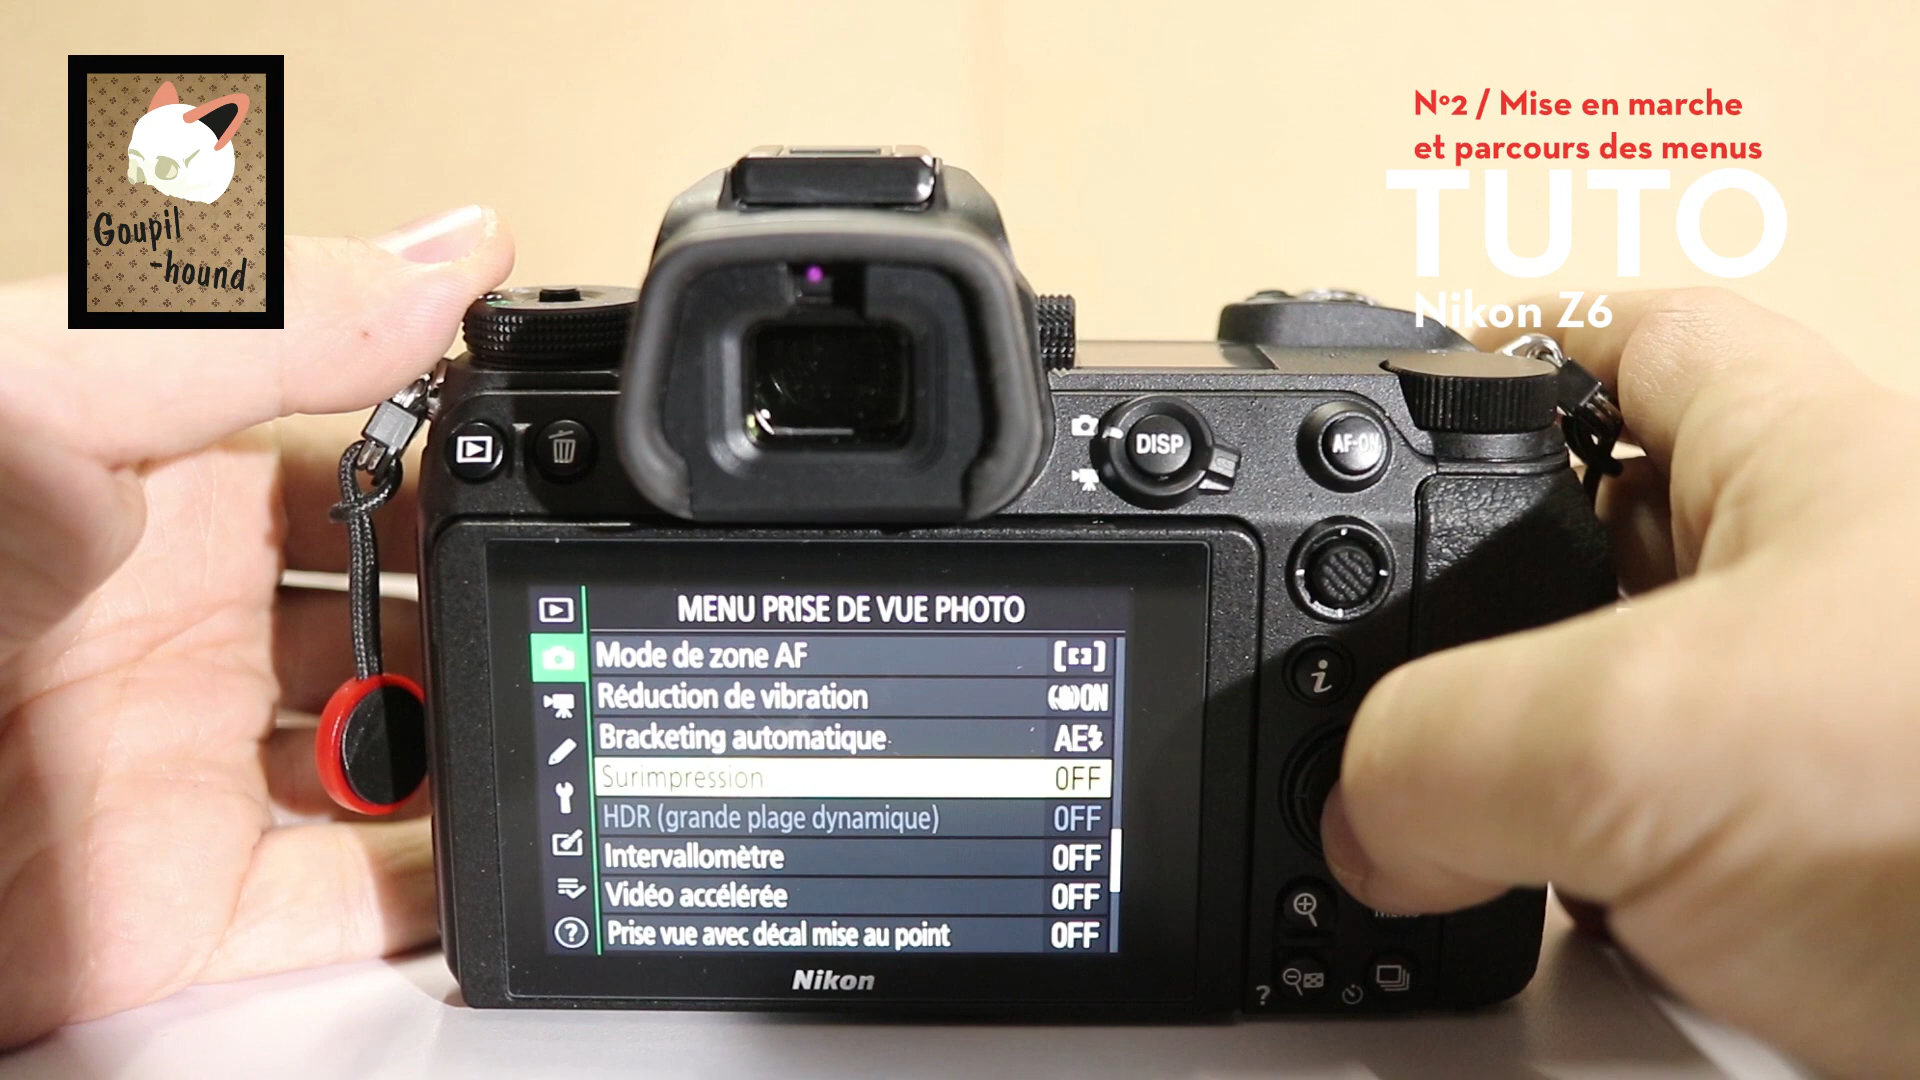 Goupil
-hound
N°2 / Mise en marche
et parcours des menus
TUTO
Nikon Z6
DISP
AF-ON
i
MENU PRISE DE VUE PHOTO
Mode de zone AF
Réduction de vibration ON
Bracketing automatique AE
Surimpression OFF
HDR (grande plage dynamique) OFF
Intervallomètre OFF
Vidéo accélérée OFF
Prise vue avec décal mise au point OFF
?
Nikon
?